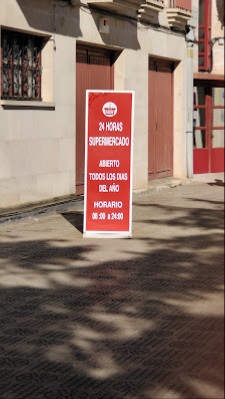 24 HORAS
SUPERMERCADO
ABIERTO
TODOS LOS DIAS
DEL AÑO
HORARIO
08:00 a 24:00